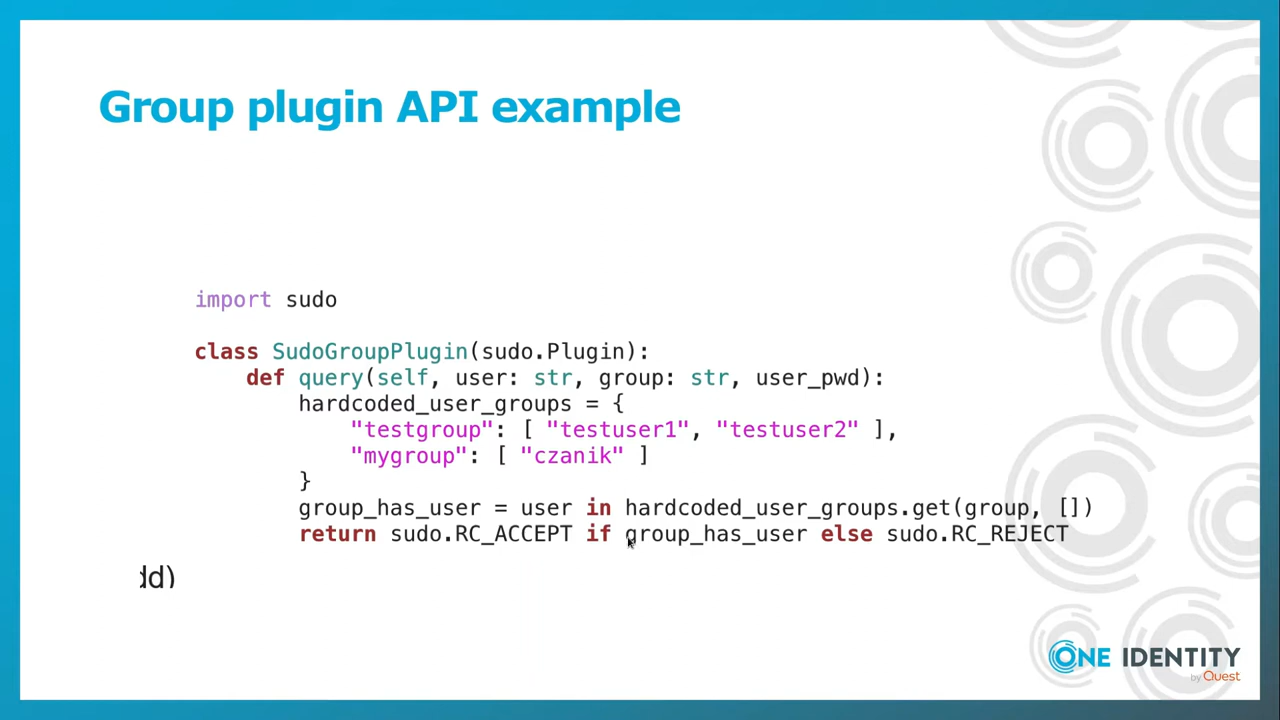 Group plugin API example
import sudo
class SudoGroupPlugin(sudo.Plugin):
    def query(self, user: str, group: str, user_pwd):
        hardcoded_user_groups = {
            "testgroup": [ "testuser1", "testuser2" ],
            "mygroup": [ "czanik" ]
        }
        group_has_user = user in hardcoded_user_groups.get(group, [])
        return sudo.RC_ACCEPT if group_has_user else sudo.RC_REJECT
dd)
ONE IDENTITY
by Quest